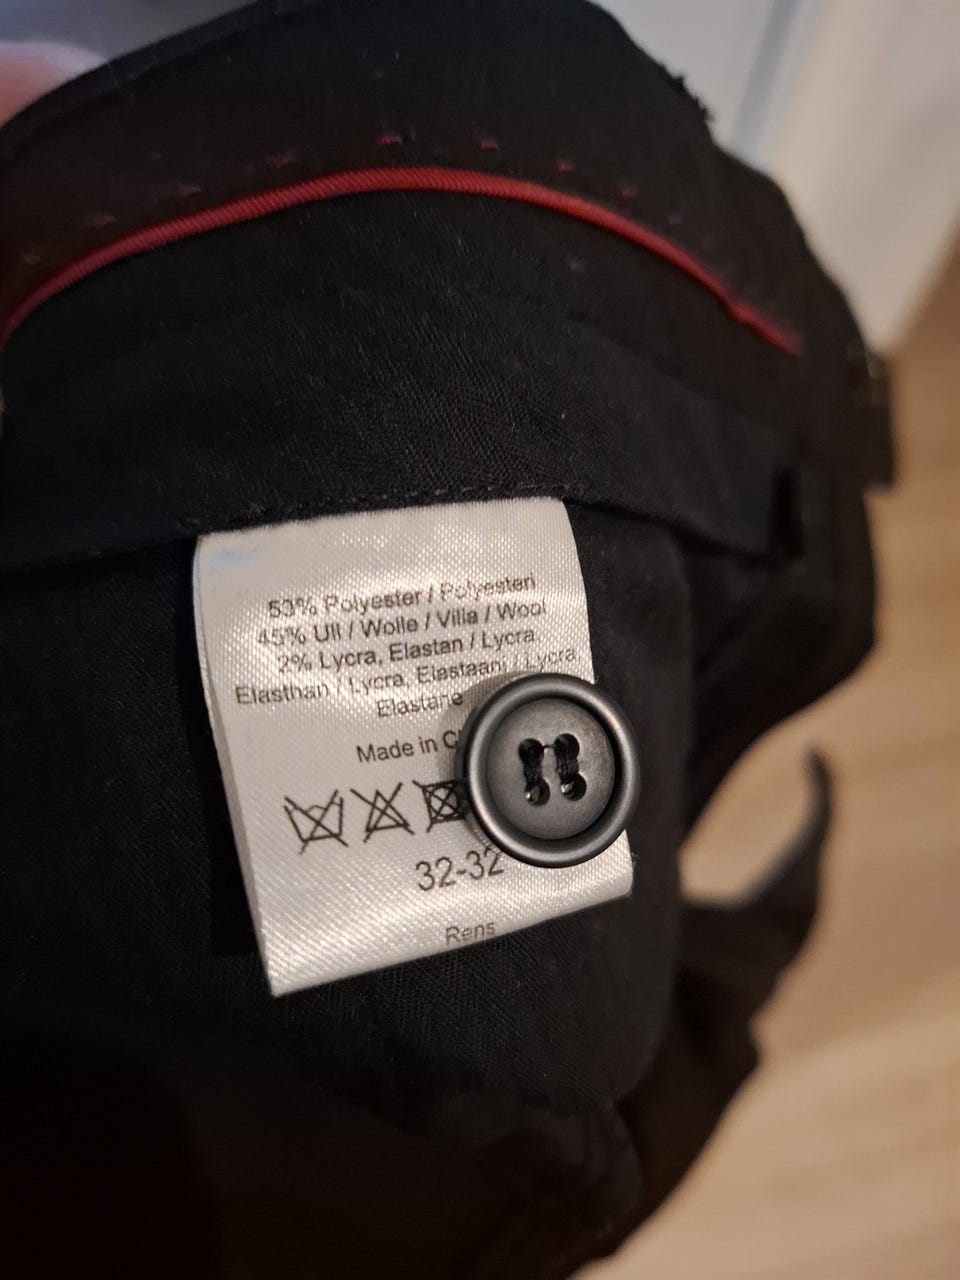 53% Polyester / Polyesteri
45% Ull / Wolle / Villa / Wool
2% Lycra, Elastan / Lycra,
Elasthan / Lycra, Elastaani / Lycra,
Elastane
Made in
32-32
Rens